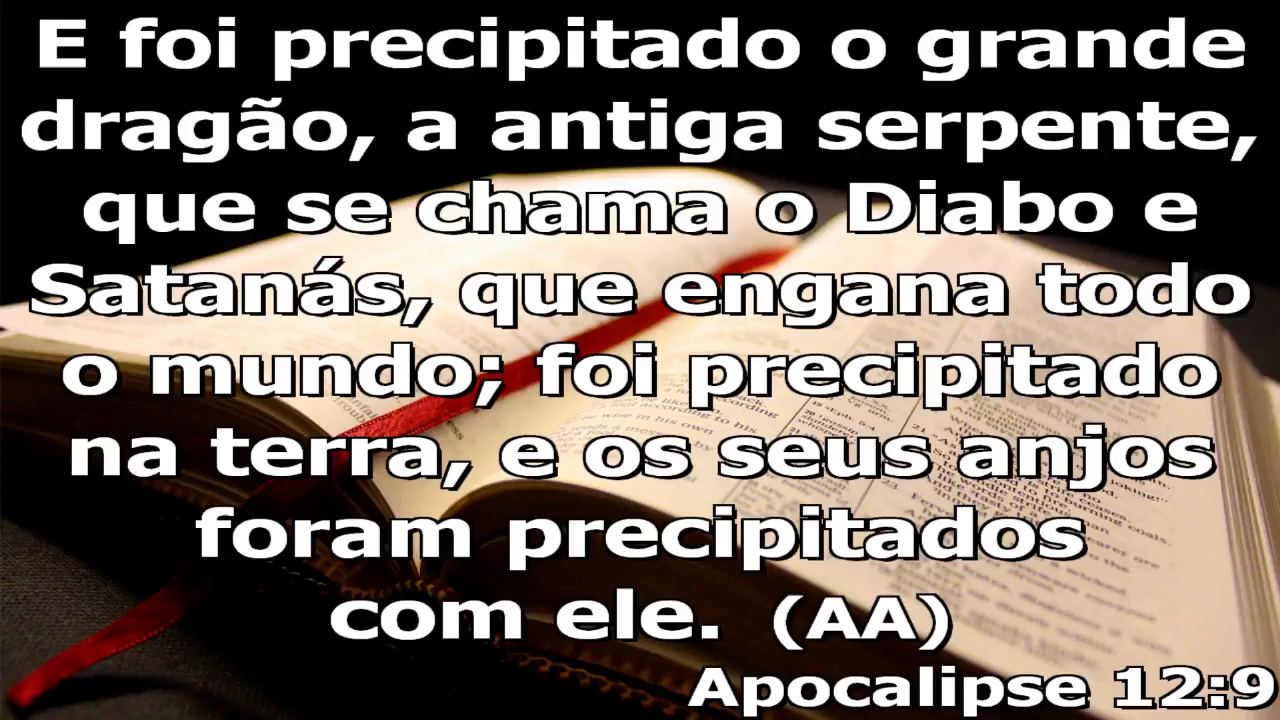 E foi precipitado o grande
dragão, a antiga serpente,
que se chama o Diabo e
Satanás, que engana todo
o mundo; foi precipitado
na terra, e os seus anjos
foram precipitados
com ele. (AA)
Apocalipse 12:9